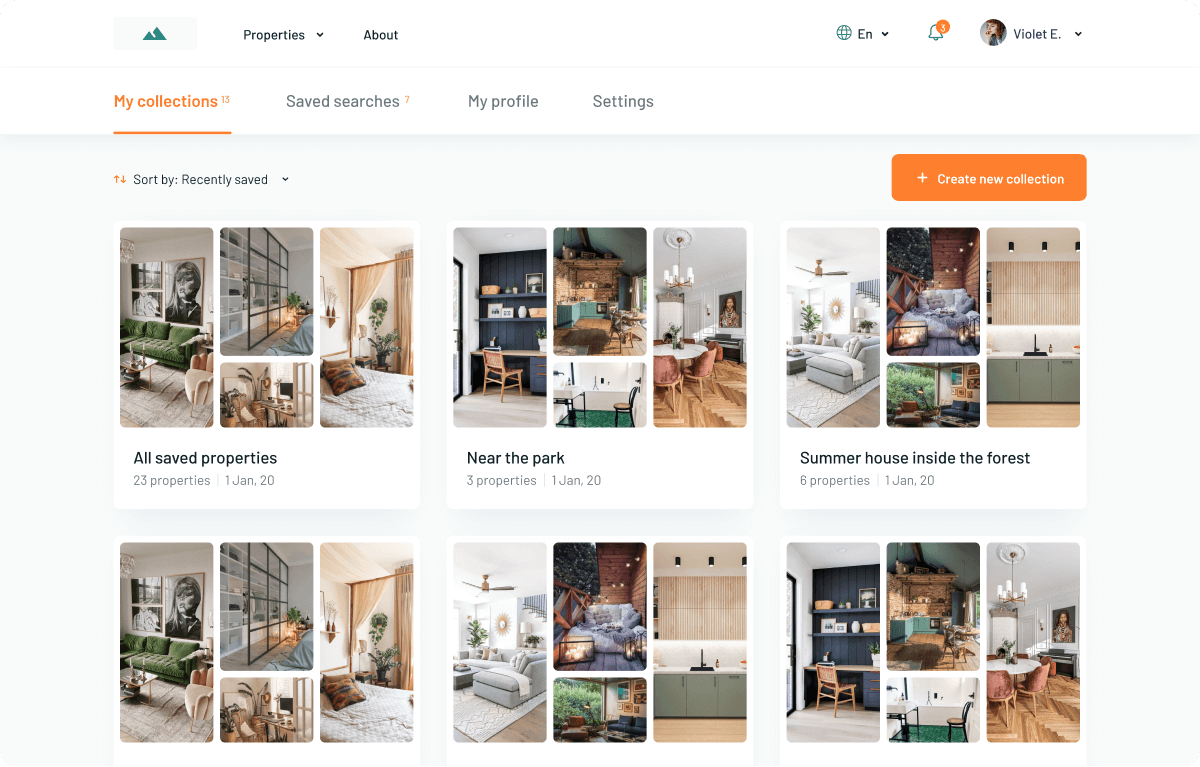 Properties About En 3 Violet E.
My collections 13 Saved searches 7 My profile Settings
Sort by: Recently saved + Create new collection
All saved properties Near the park Summer house inside the forest
23 properties | 1 Jan, 20 3 properties | 1 Jan, 20 6 properties | 1 Jan, 20